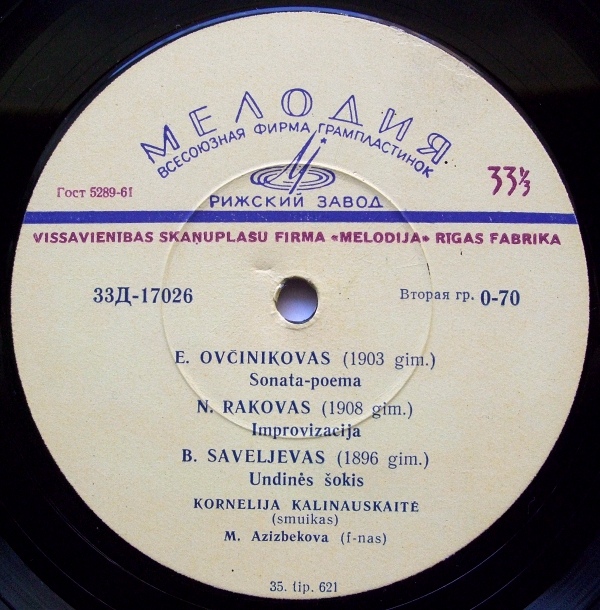 МЕЛОДИЯ
ВСЕСОЮЗНАЯ ФИРМА ГРАМПЛАСТИНОК
Гост 5289-61
33⅓
РИЖСКИЙ ЗАВОД
VISSAVIENĪBAS SKAŅUPLAŠU FIRMA «MELODIJA» RĪGAS FABRIKA
33Д-17026
Вторая гр. 0-70
E. OVČINIKOVAS (1903 gim.)
Sonata-poema
N. RAKOVAS (1908 gim.)
Improvizacija
B. SAVELJEVAS (1896 gim.)
Undinės šokis
KORNELIJA KALINAUSKAITĖ
(smuikas)
M. Azizbekova (f-nas)
35. tip. 621